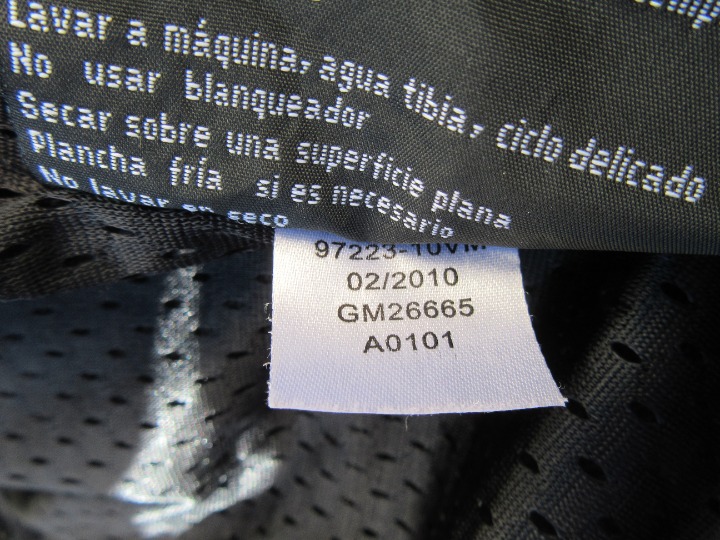 Lavar a máquina, agua tibia, ciclo delicado
No usar blanqueador
Secar sobre una superficie plana
Plancha fría si es necesario
No lavar en seco
97223-10VM
02/2010
GM26665
A0101